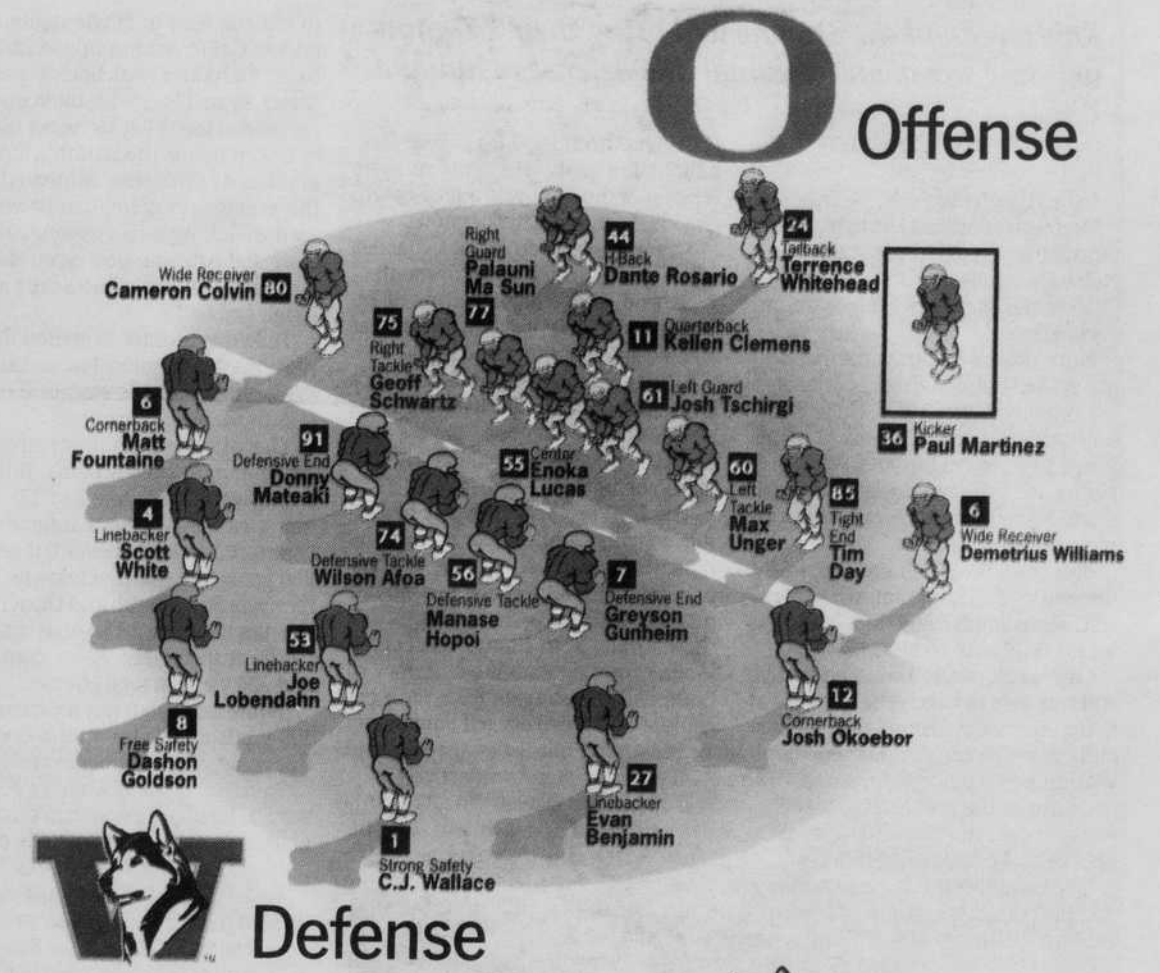 O Offense
Wide Receiver
Cameron Colvin 80
Right
Guard
Palauni
Ma Sun
77
44
H-Back
Dante Rosario
24
Tailback
Terrence
Whitehead
75
Right
Tackle
Geoff
Schwartz
11 Quarterback
Kellen Clemens
61 Left Guard
Josh Tschirgi
36 Kicker
Paul Martinez
55 Center
Enoka
Lucas
60
Left
Tackle
Max
Unger
85
Tight
End
Tim
Day
6
Wide Receiver
Demetrius Williams
6
Cornerback
Matt
Fountaine
91
Defensive End
Donny
Mateaki
4
Linebacker
Scott
White
74
Defensive Tackle
Wilson Afoa
56
Defensive Tackle
Manase
Hopoi
7
Defensive End
Greyson
Gunheim
53
Linebacker
Joe
Lobendahn
12
Cornerback
Josh Okoebor
8
Free Safety
Dashon
Goldson
27
Linebacker
Evan
Benjamin
1
Strong Safety
C.J. Wallace
W Defense